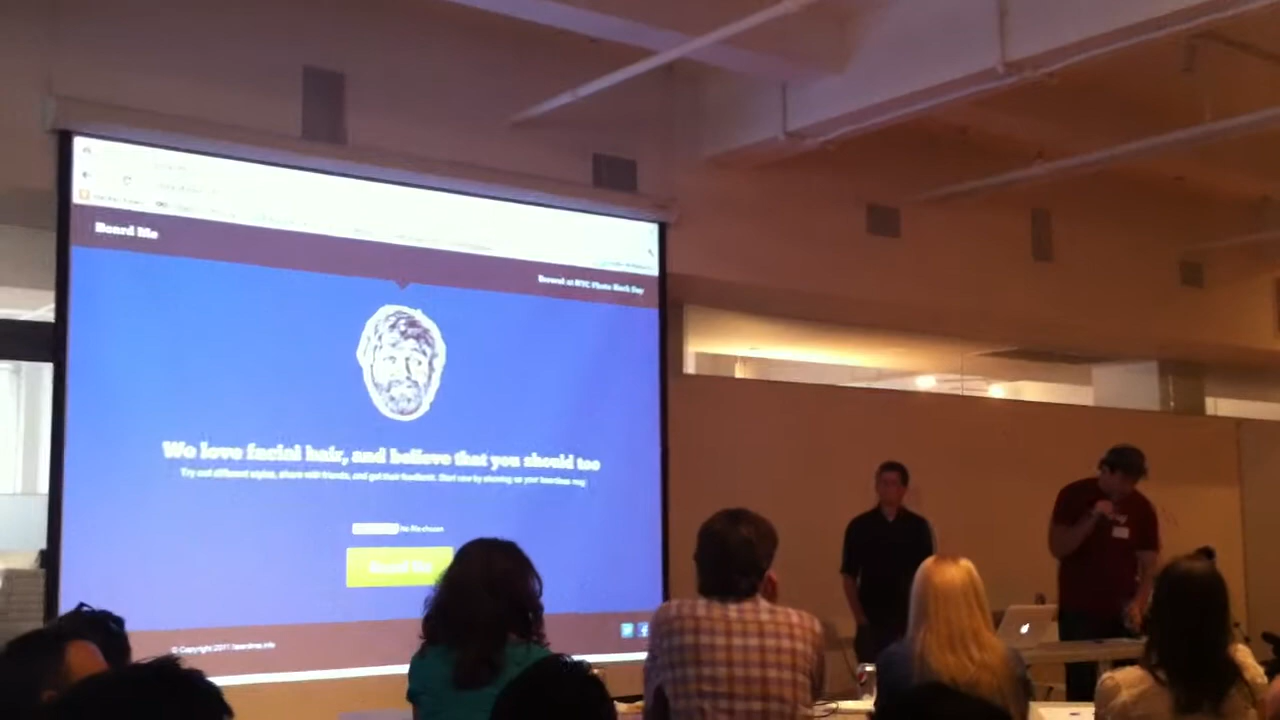 Beard Me
Brewed at NYC Photo Hack Day
We love facial hair, and believe that you should too
Try out different styles, share with friends, and get their feedback. Start now by showing us your beardless mug
No file chosen
Beard Me
© Copyright 2011 beardme.info